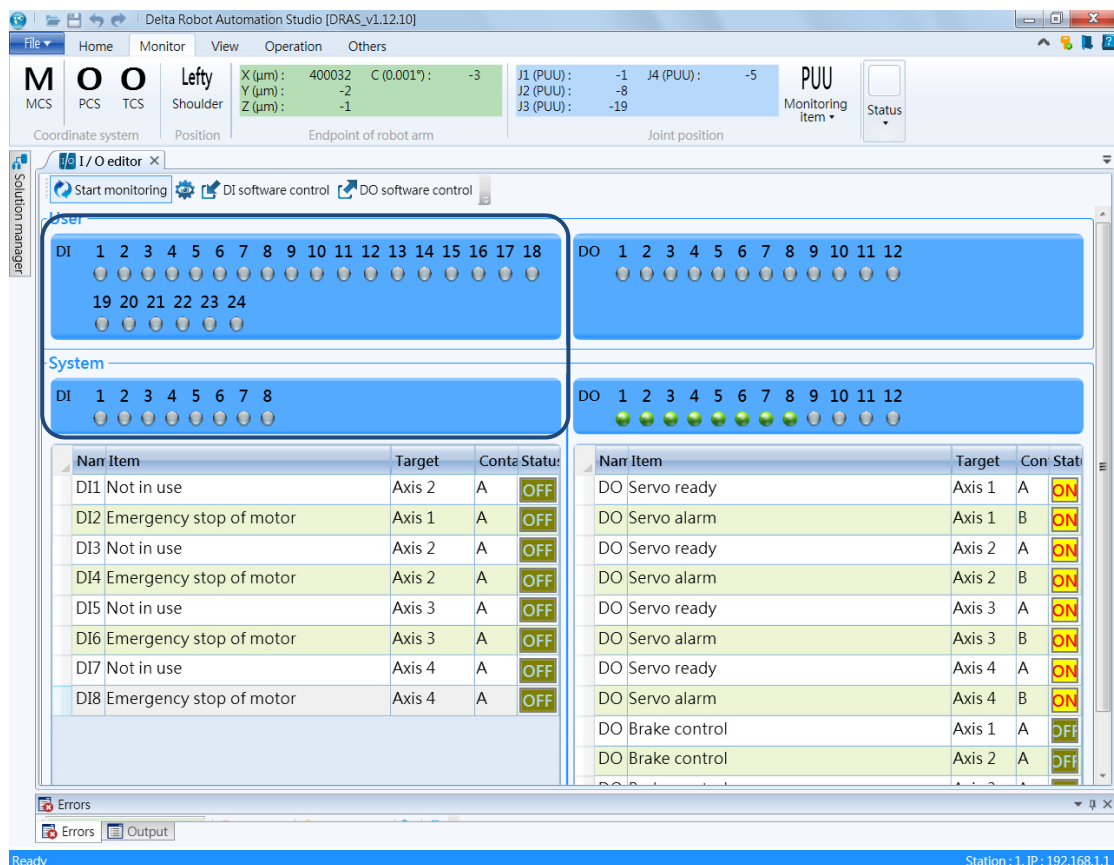 Delta Robot Automation Studio [DRAS_v1.12.10]
File Home Monitor View Operation Others
M O O Lefty
MCS PCS TCS Shoulder
Coordinate system Position
X (µm) : 400032 C (0.001°) : -3
Y (µm) : -2
Z (µm) : -1
Endpoint of robot arm
J1 (PUU) : -1 J4 (PUU) : -5
J2 (PUU) : -8
J3 (PUU) : -19
Joint position
PUU
Monitoring
item
Status
Solution manager
I/O I / O editor
Start monitoring DI software control DO software control
User
DI 1 2 3 4 5 6 7 8 9 10 11 12 13 14 15 16 17 18
19 20 21 22 23 24
DO 1 2 3 4 5 6 7 8 9 10 11 12
System
DI 1 2 3 4 5 6 7 8
DO 1 2 3 4 5 6 7 8 9 10 11 12
Nam Item Target Conta Status
DI1 Not in use Axis 2 A OFF
DI2 Emergency stop of motor Axis 1 A OFF
DI3 Not in use Axis 2 A OFF
DI4 Emergency stop of motor Axis 2 A OFF
DI5 Not in use Axis 3 A OFF
DI6 Emergency stop of motor Axis 3 A OFF
DI7 Not in use Axis 4 A OFF
DI8 Emergency stop of motor Axis 4 A OFF
Nam Item Target Con Stat
DO Servo ready Axis 1 A ON
DO Servo alarm Axis 1 B ON
DO Servo ready Axis 2 A ON
DO Servo alarm Axis 2 B ON
DO Servo ready Axis 3 A ON
DO Servo alarm Axis 3 B ON
DO Servo ready Axis 4 A ON
DO Servo alarm Axis 4 B ON
DO Brake control Axis 1 A OFF
DO Brake control Axis 2 A OFF
Errors
Errors Output
Ready Station : 1, IP : 192.168.1.1